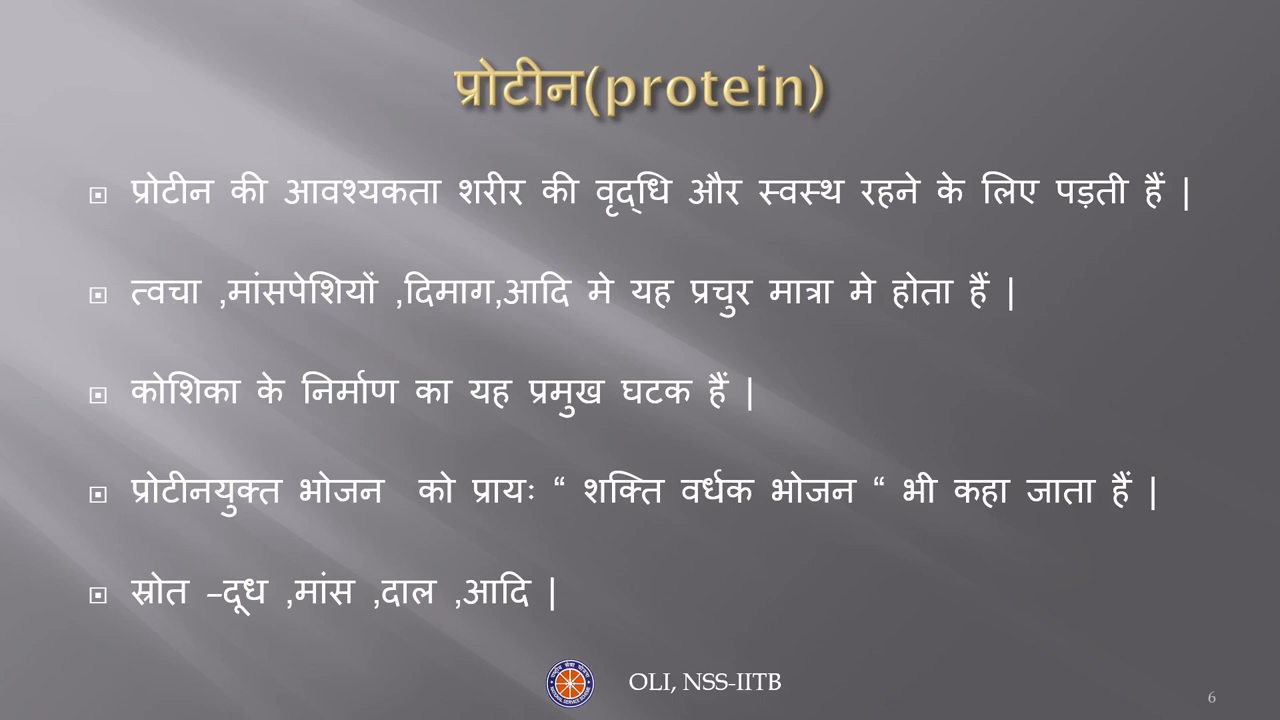 प्रोटीन(protein)
प्रोटीन की आवश्यकता शरीर की वृद्धि और स्वस्थ रहने के लिए पड़ती हैं |
त्वचा ,मांसपेशियों ,दिमाग,आदि मे यह प्रचुर मात्रा मे होता हैं |
कोशिका के निर्माण का यह प्रमुख घटक हैं |
प्रोटीनयुक्त भोजन को प्रायः “ शक्ति वर्धक भोजन “ भी कहा जाता हैं |
स्रोत –दूध ,मांस ,दाल ,आदि |
OLI, NSS-IITB
6